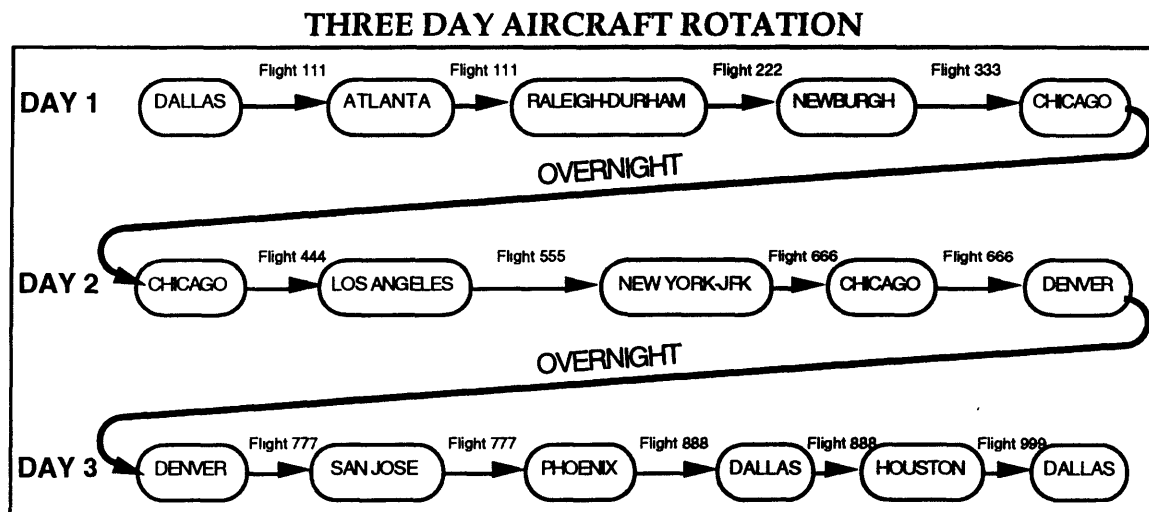 THREE DAY AIRCRAFT ROTATION
Flight 111 Flight 111 Flight 222 Flight 333
DAY 1 DALLAS ATLANTA RALEIGH-DURHAM NEWBURGH CHICAGO
OVERNIGHT
Flight 444 Flight 555 Flight 666 Flight 666
DAY 2 CHICAGO LOS ANGELES NEW YORK-JFK CHICAGO DENVER
OVERNIGHT
Flight 777 Flight 777 Flight 888 Flight 888 Flight 999
DAY 3 DENVER SAN JOSE PHOENIX DALLAS HOUSTON DALLAS